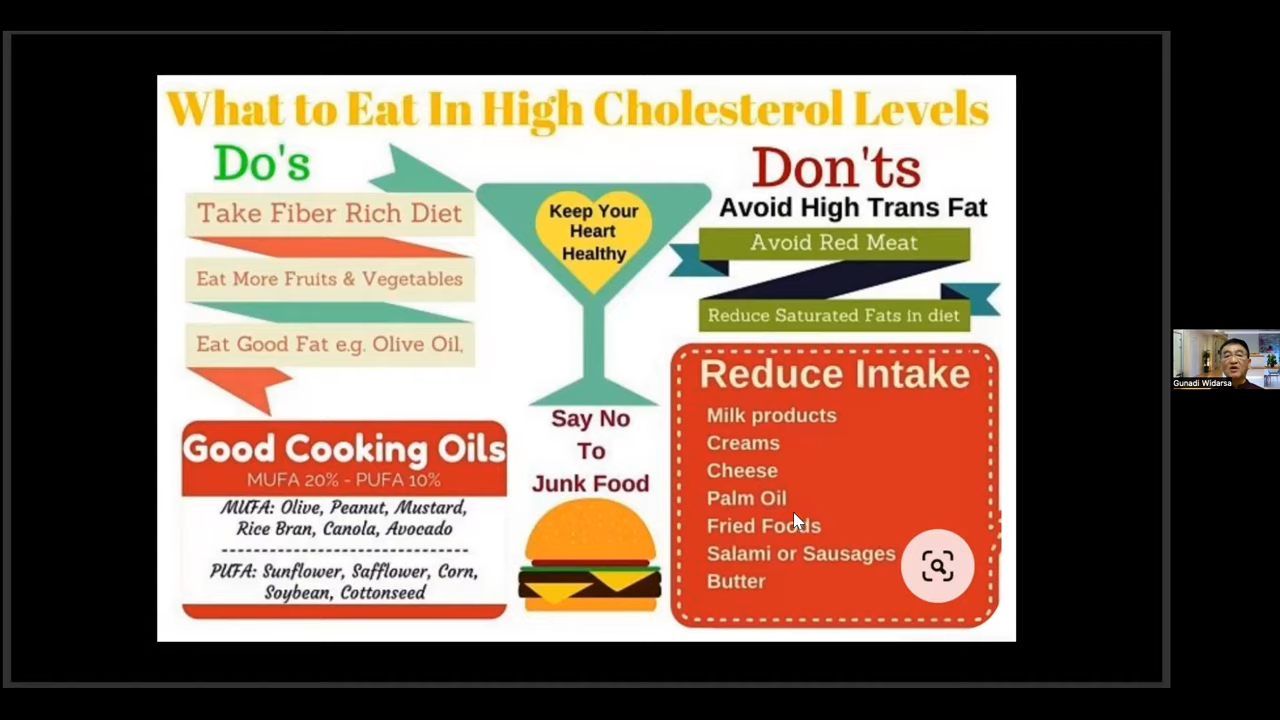 What to Eat In High Cholesterol Levels
Do's
Take Fiber Rich Diet
Eat More Fruits & Vegetables
Eat Good Fat e.g. Olive Oil,
Good Cooking Oils
MUFA 20% - PUFA 10%
MUFA: Olive, Peanut, Mustard,
Rice Bran, Canola, Avocado
PUFA: Sunflower, Safflower, Corn,
Soybean, Cottonseed
Keep Your
Heart
Healthy
Say No
To
Junk Food
Don'ts
Avoid High Trans Fat
Avoid Red Meat
Reduce Saturated Fats in diet
Reduce Intake
Milk products
Creams
Cheese
Palm Oil
Fried Foods
Salami or Sausages
Butter
Gunadi Widarsa